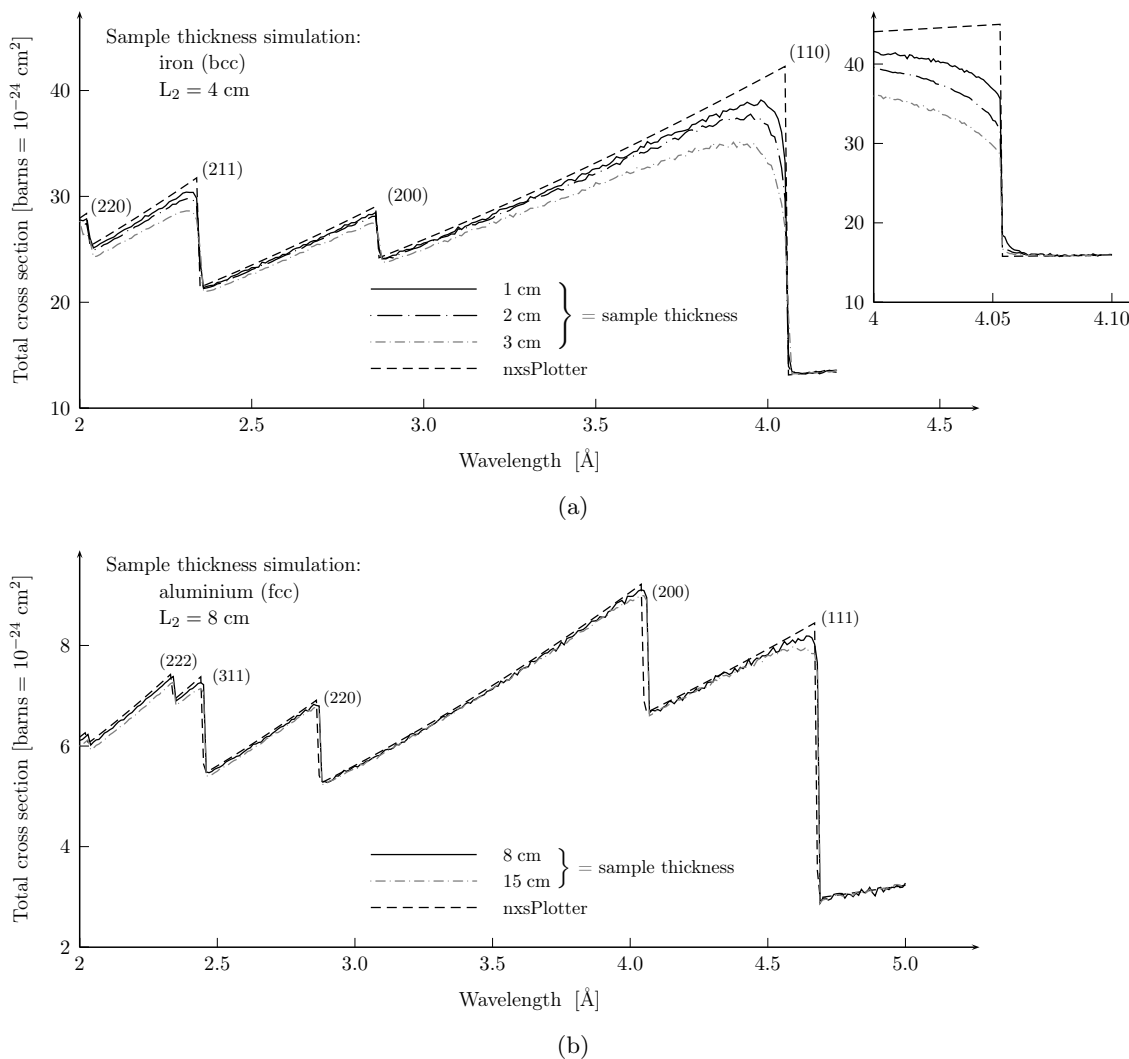 Sample thickness simulation:
iron (bcc)
L₂ = 4 cm
(220)
(211)
(200)
(110)
1 cm
2 cm
3 cm
= sample thickness
nxsPlotter
Total cross section [barns = 10⁻²⁴ cm²]
40
30
20
10
2
2.5
3.0
3.5
4.0
4.5
Wavelength [Å]
40
30
20
10
4
4.05
4.10
(a)
Sample thickness simulation:
aluminium (fcc)
L₂ = 8 cm
(222)
(311)
(220)
(200)
(111)
8 cm
15 cm
= sample thickness
nxsPlotter
Total cross section [barns = 10⁻²⁴ cm²]
8
6
4
2
2
2.5
3.0
3.5
4.0
4.5
5.0
Wavelength [Å]
(b)